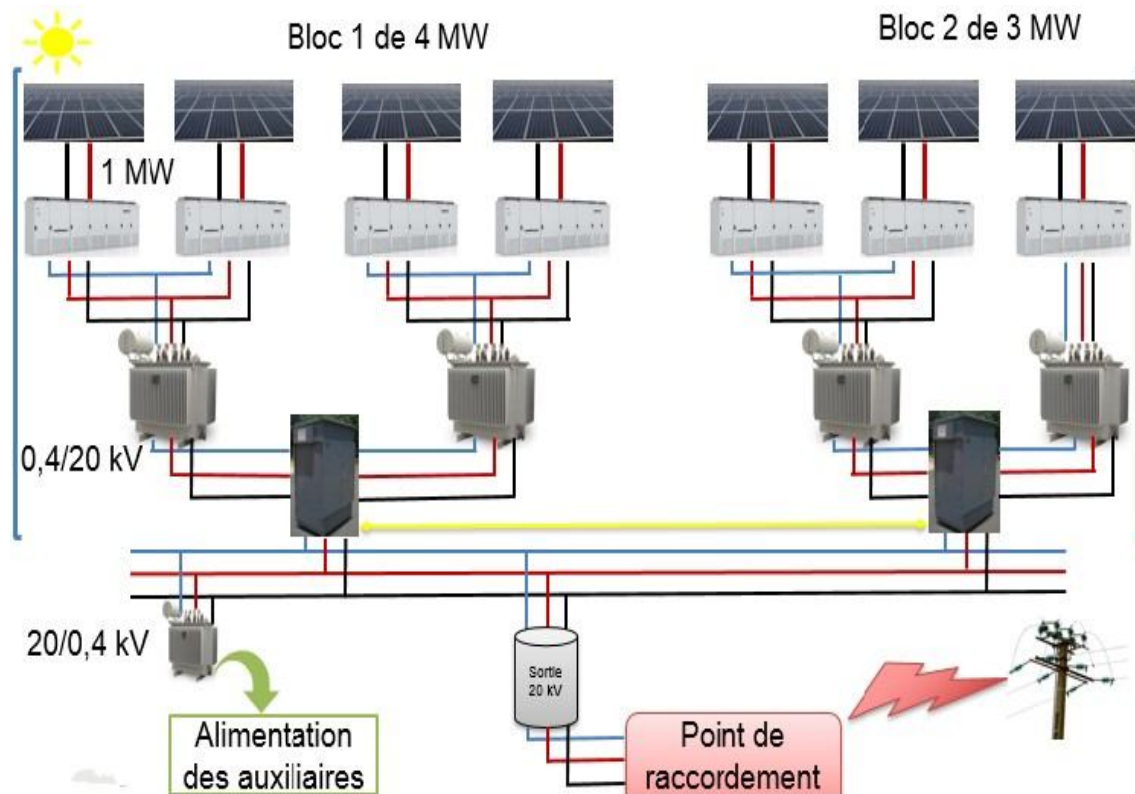 Bloc 1 de 4 MW
Bloc 2 de 3 MW
1 MW
0,4/20 kV
20/0,4 kV
Sortie
20 kV
Alimentation
des auxiliaires
Point de
raccordement